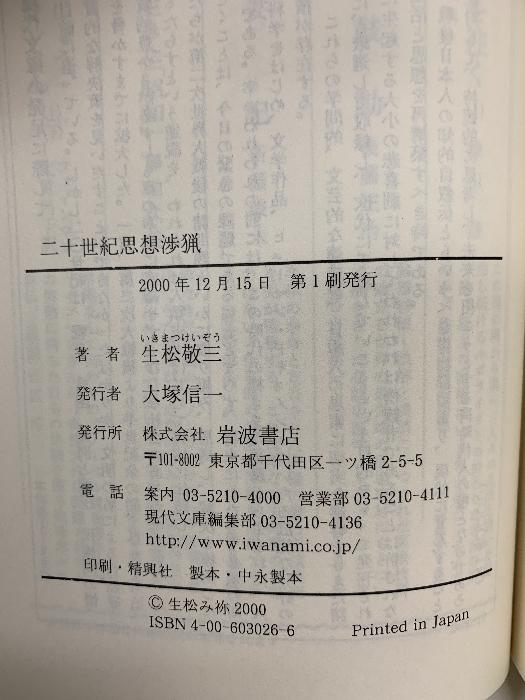 二十世紀思想渉猟
2000年12月15日 第1刷発行
いきまつけいぞう
著者 生松敬三
発行者 大塚信一
発行所 株式会社 岩波書店
〒101-8002 東京都千代田区一ツ橋2-5-5
電話 案内 03-5210-4000 営業部 03-5210-4111
現代文庫編集部 03-5210-4136
http://www.iwanami.co.jp/
印刷・精興社 製本・中永製本
© 生松み祢 2000
ISBN 4-00-603026-6 Printed in Japan